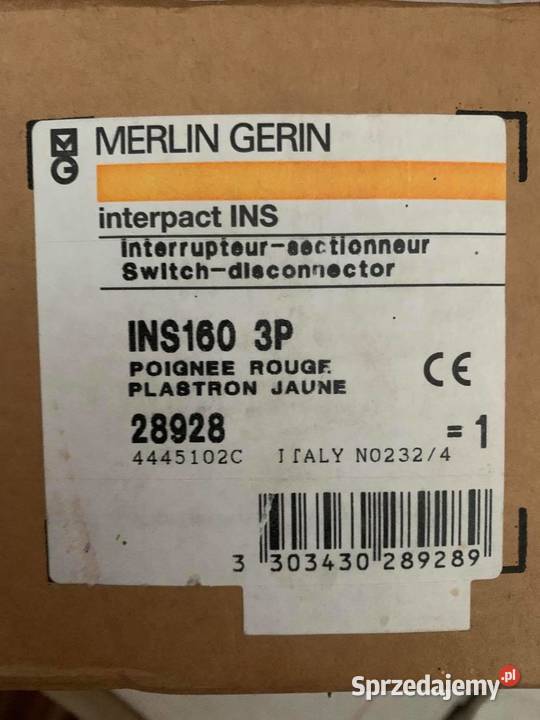 MERLIN GERIN
interpact INS
interrupteur-sectionneur
Switch-disconnector
INS160 3P
POIGNEE ROUGE
PLASTRON JAUNE
CE
28928
= 1
4445102C ITALY N0232/4
3 303430 289289
Sprzedajemy.pl